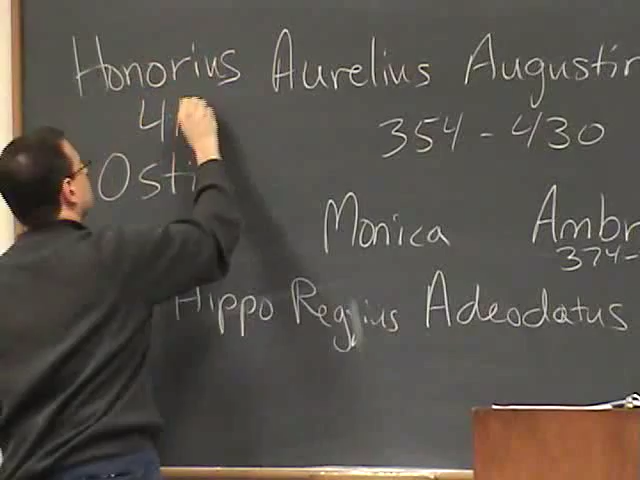 Honorius Aurelius Augustin
4
354 - 430
Osti
Monica Ambr
374-
Hippo Regius Adeodatus